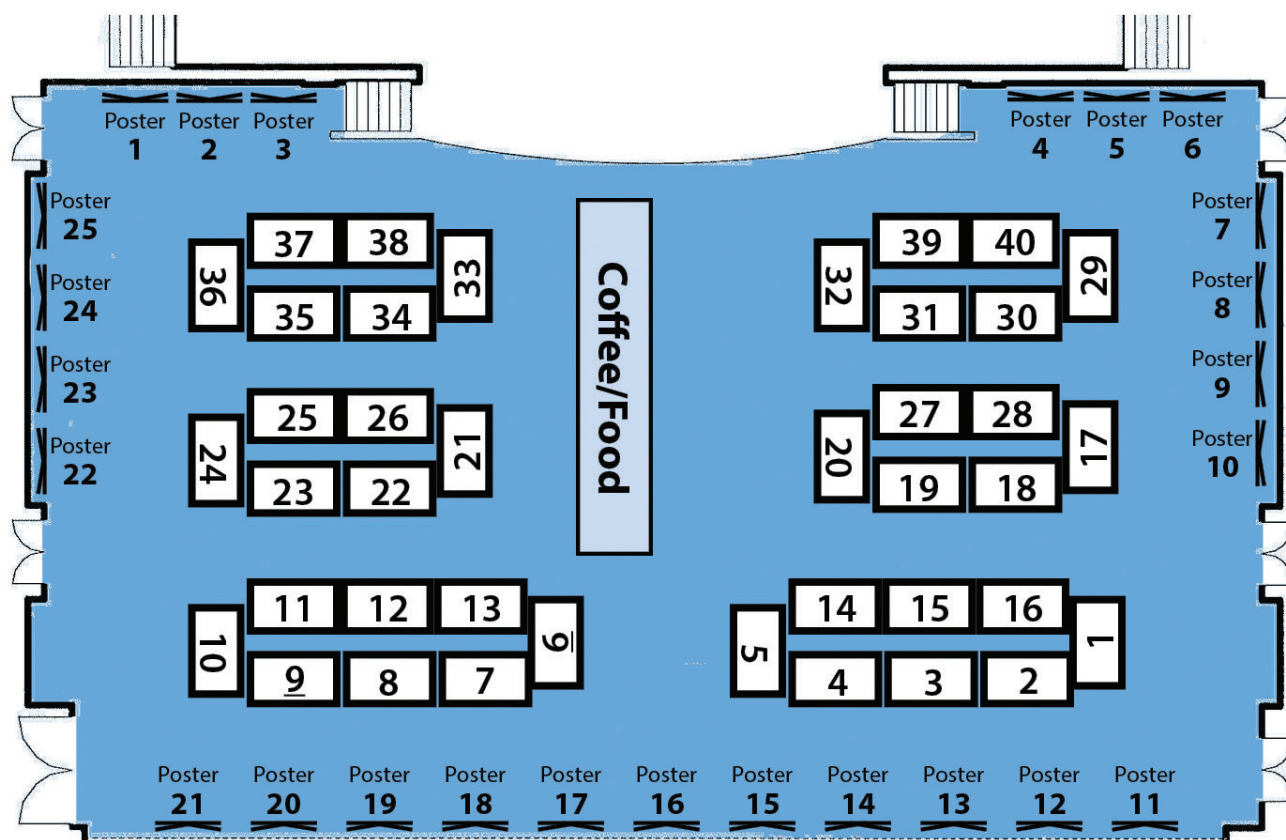 Poster 1
Poster 2
Poster 3
Poster 4
Poster 5
Poster 6
Poster 25
Poster 24
Poster 23
Poster 22
Poster 7
Poster 8
Poster 9
Poster 10
37 38
36
33
35 34
39 40
32
29
31 30
Coffee/Food
25 26
24
21
23 22
27 28
20
17
19 18
11 12 13
10
6
9 8 7
14 15 16
5
1
4 3 2
Poster 21
Poster 20
Poster 19
Poster 18
Poster 17
Poster 16
Poster 15
Poster 14
Poster 13
Poster 12
Poster 11